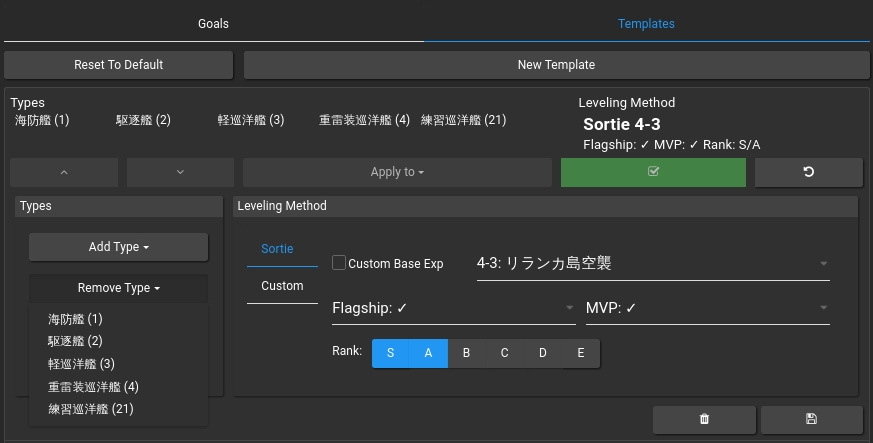 Goals Templates
Reset To Default New Template
Types Leveling Method
海防艦 (1) 駆逐艦 (2) 軽巡洋艦 (3) 重雷装巡洋艦 (4) 練習巡洋艦 (21)
Sortie 4-3
Flagship: ✓ MVP: ✓ Rank: S/A
Apply to
Types Leveling Method
Add Type
Sortie
Custom Base Exp 4-3: リランカ島空襲
Remove Type
Custom
Flagship: ✓ MVP: ✓
海防艦 (1)
駆逐艦 (2)
軽巡洋艦 (3)
重雷装巡洋艦 (4)
練習巡洋艦 (21)
Rank: S A B C D E